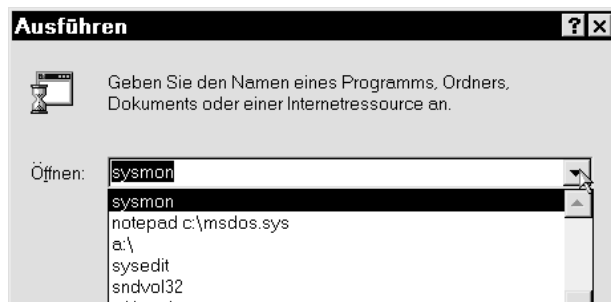 Ausführen
Geben Sie den Namen eines Programms, Ordners,
Dokuments oder einer Internetressource an.
Öffnen: sysmon
sysmon
notepad c:\msdos.sys
a:\
sysedit
sndvol32